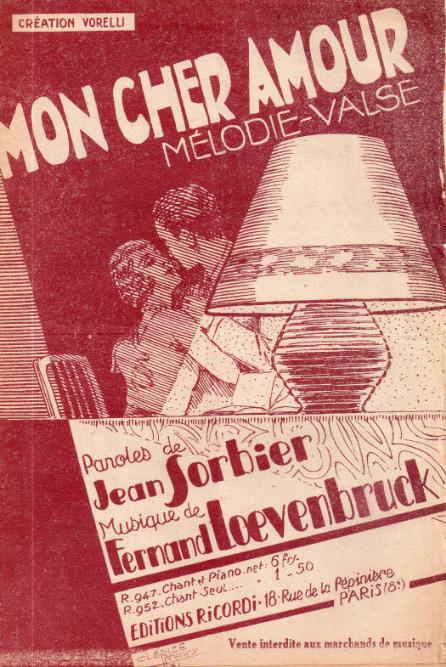 CRÉATION VORELLI
MON CHER AMOUR
MÉLODIE-VALSE
Paroles de
Jean Sorbier
Musique de
Fernand Loevenbruck
R.947. Chant et Piano. net: 6 frs.
R.952. Chant Seul.... " 1-50
EDITIONS RICORDI · 18 · Rue de la Pépinière
PARIS (8e)
Vente interdite aux marchands de musique